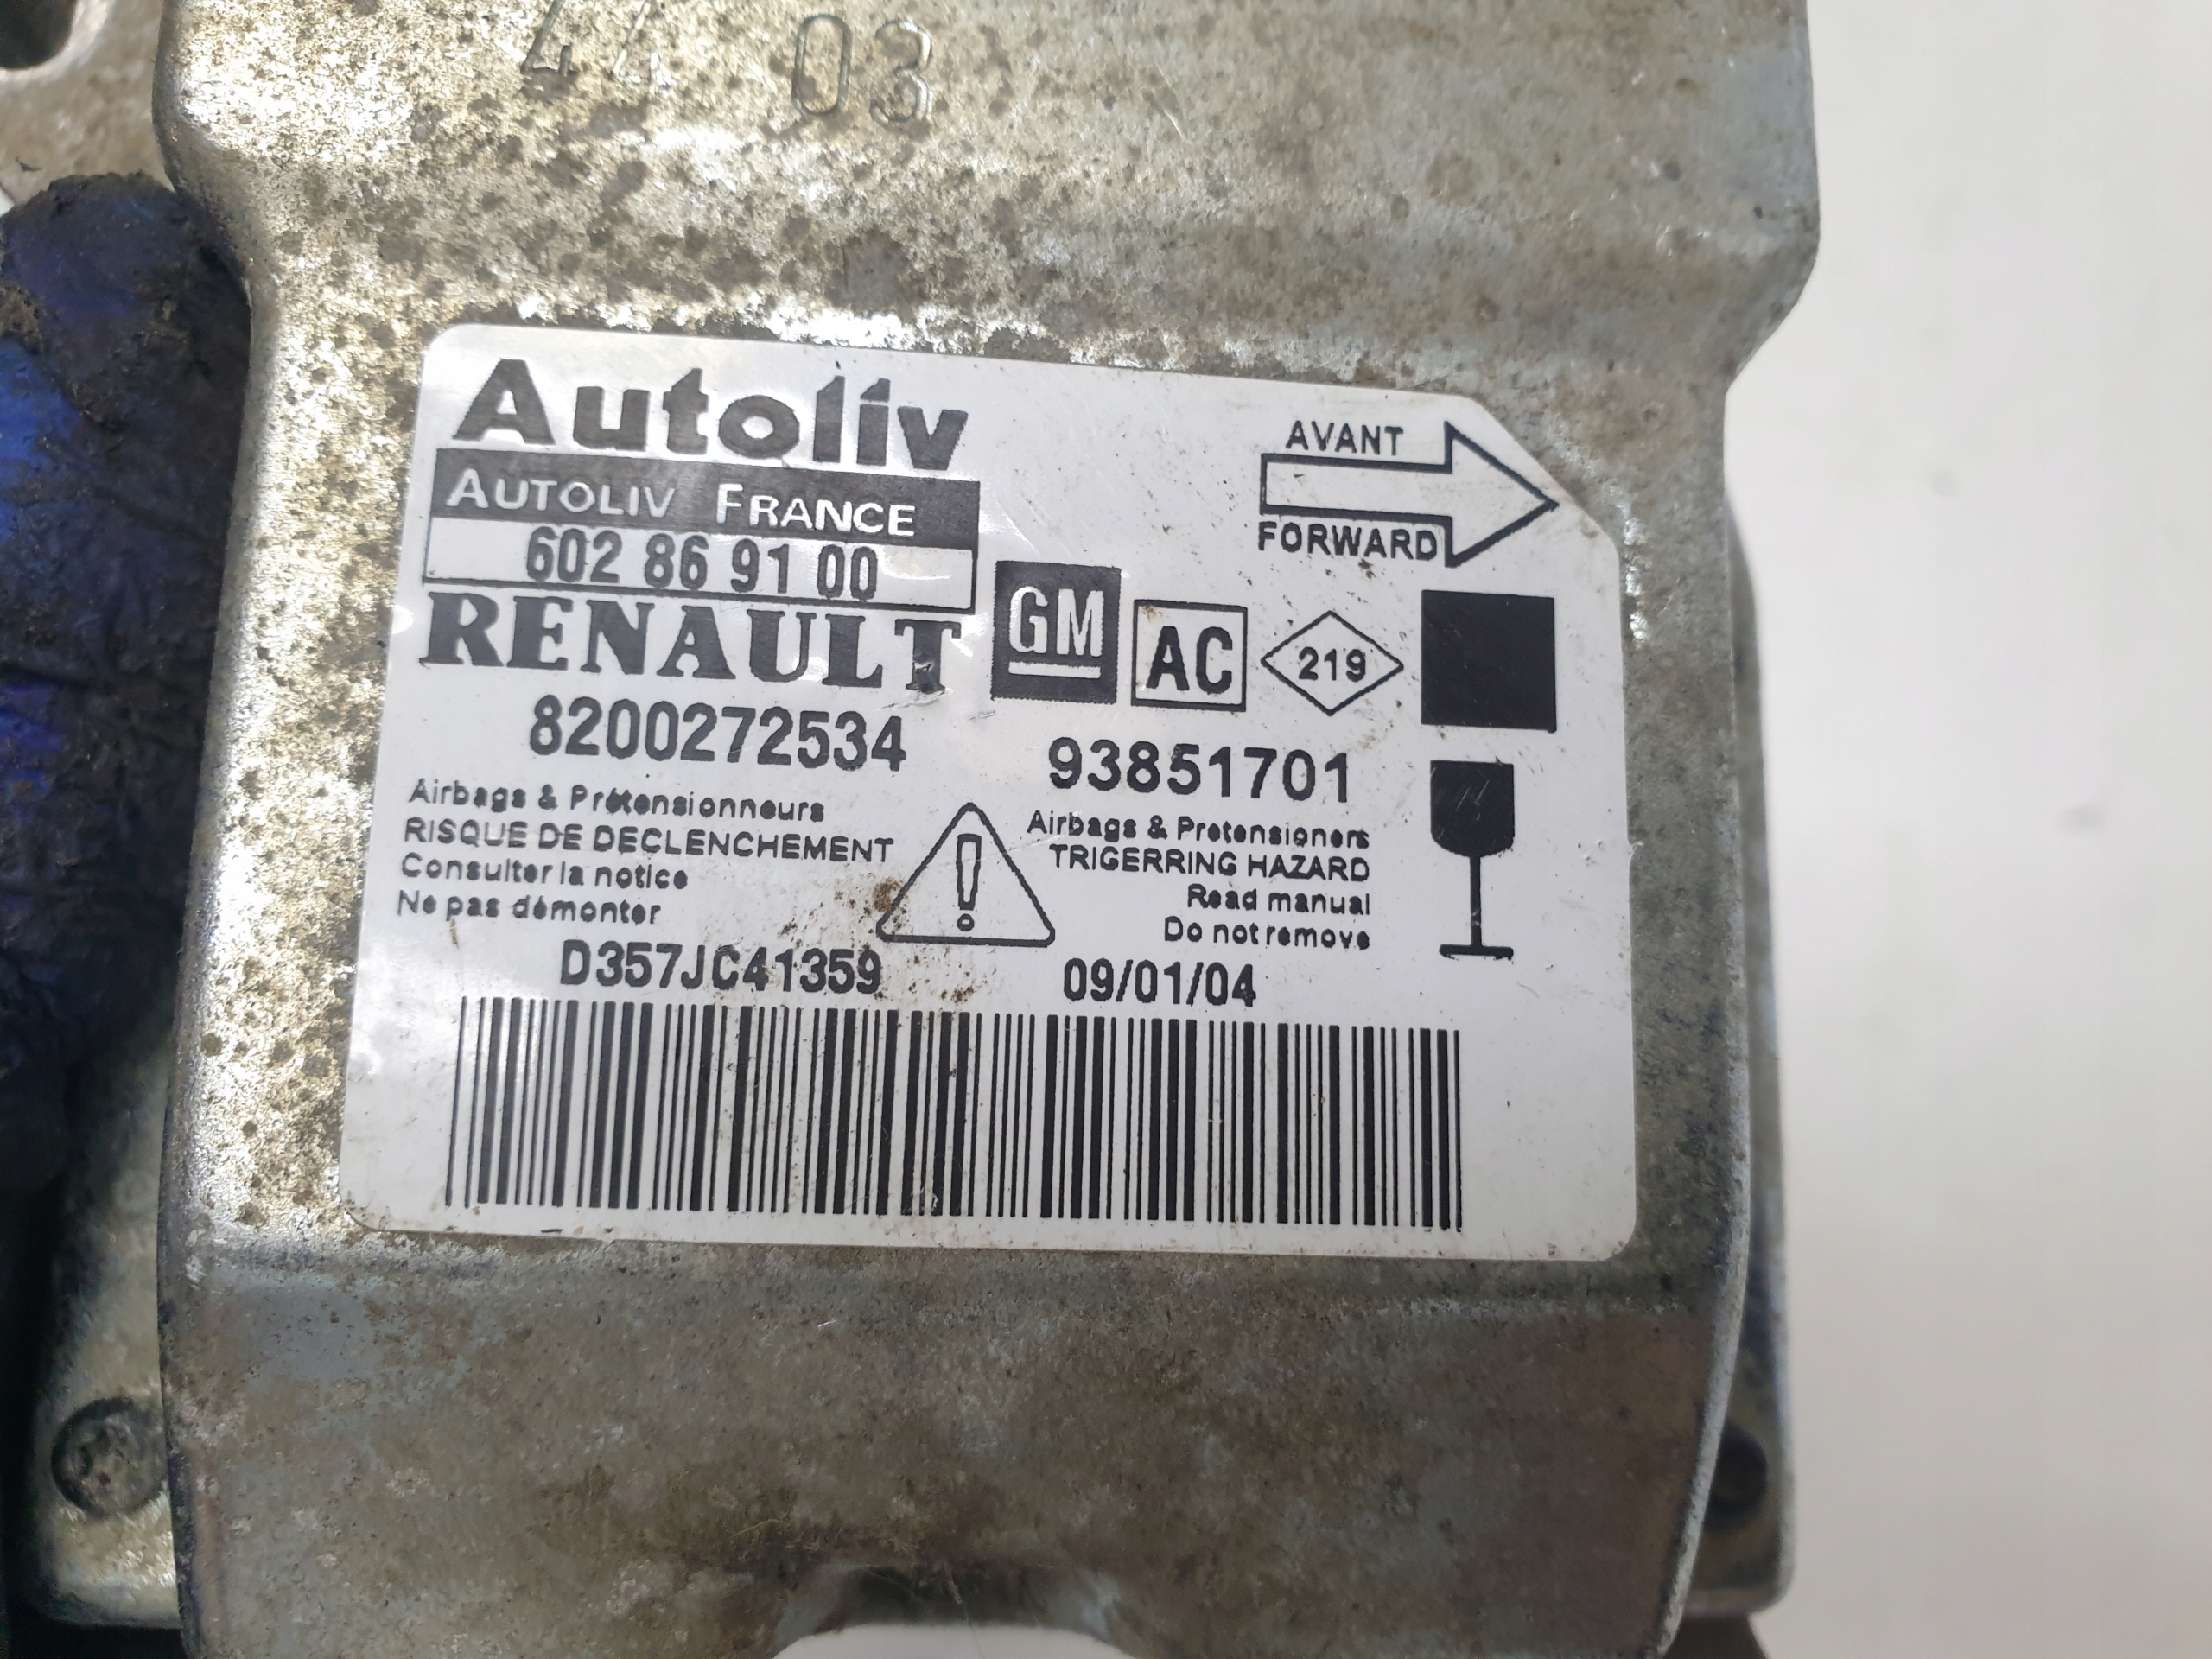 44 03
Autoliv
AUTOLIV FRANCE
602 86 91 00
AVANT
FORWARD
RENAULT
GM
AC
219
8200272534
93851701
Airbags & Prétensionneurs
RISQUE DE DECLENCHEMENT
Consulter la notice
Ne pas démonter
Airbags & Pretensioners
TRIGERRING HAZARD
Read manual
Do not remove
D357JC41359
09/01/04